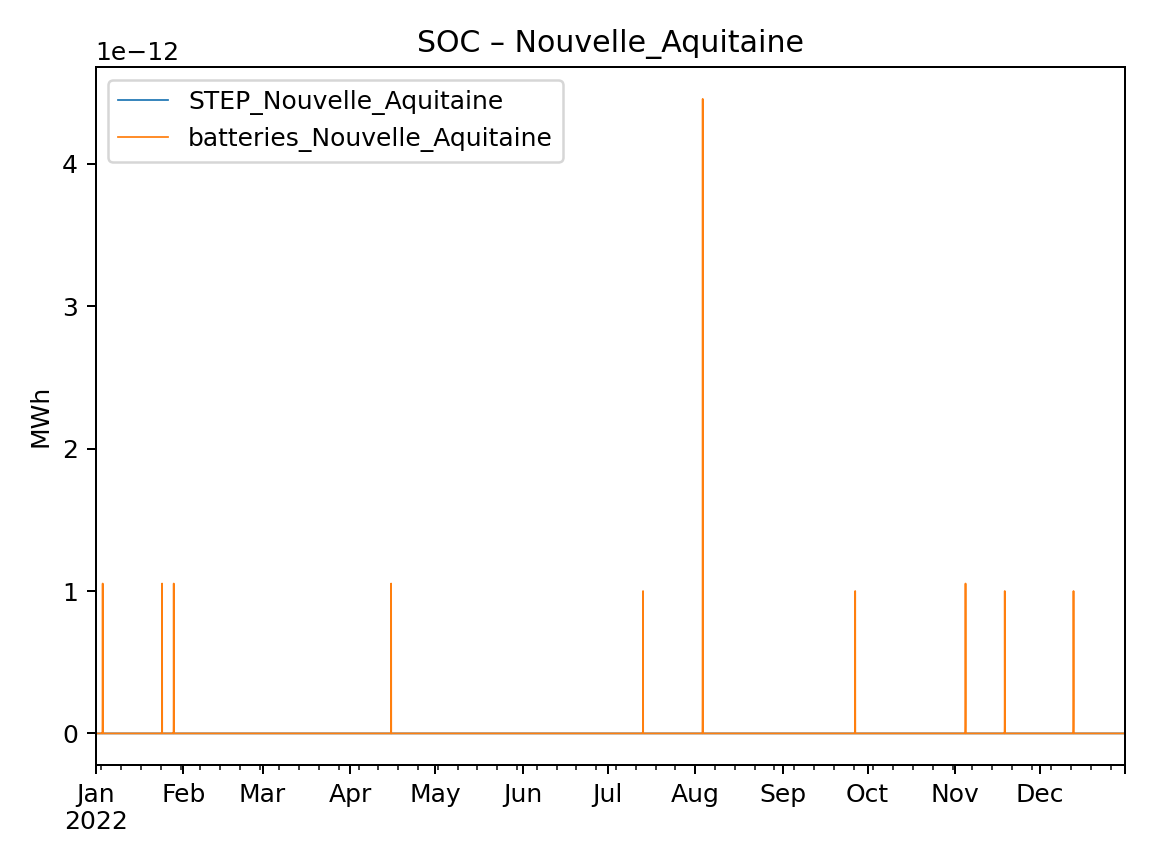 SOC – Nouvelle_Aquitaine
1e−12
STEP_Nouvelle_Aquitaine
batteries_Nouvelle_Aquitaine
4
3
2
1
0
MWh
Jan Feb Mar Apr May Jun Jul Aug Sep Oct Nov Dec
2022